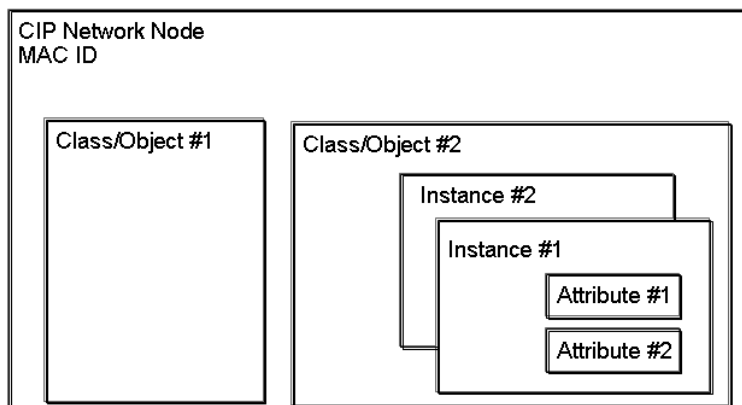 CIP Network Node
MAC ID
Class/Object #1
Class/Object #2
Instance #2
Instance #1
Attribute #1
Attribute #2